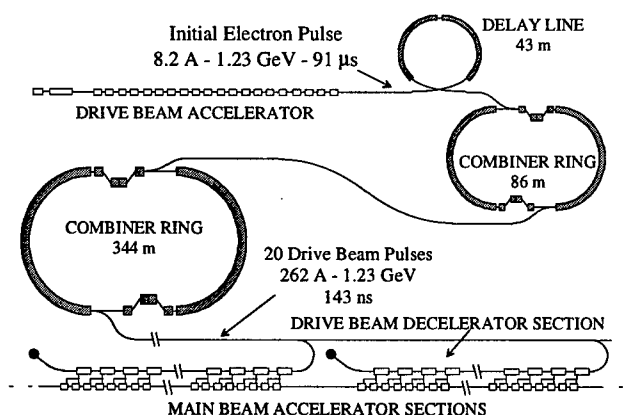 Initial Electron Pulse
8.2 A - 1.23 GeV - 91 μs
DELAY LINE
43 m
DRIVE BEAM ACCELERATOR
COMBINER RING
86 m
COMBINER RING
344 m
20 Drive Beam Pulses
262 A - 1.23 GeV
143 ns
DRIVE BEAM DECELERATOR SECTION
MAIN BEAM ACCELERATOR SECTIONS